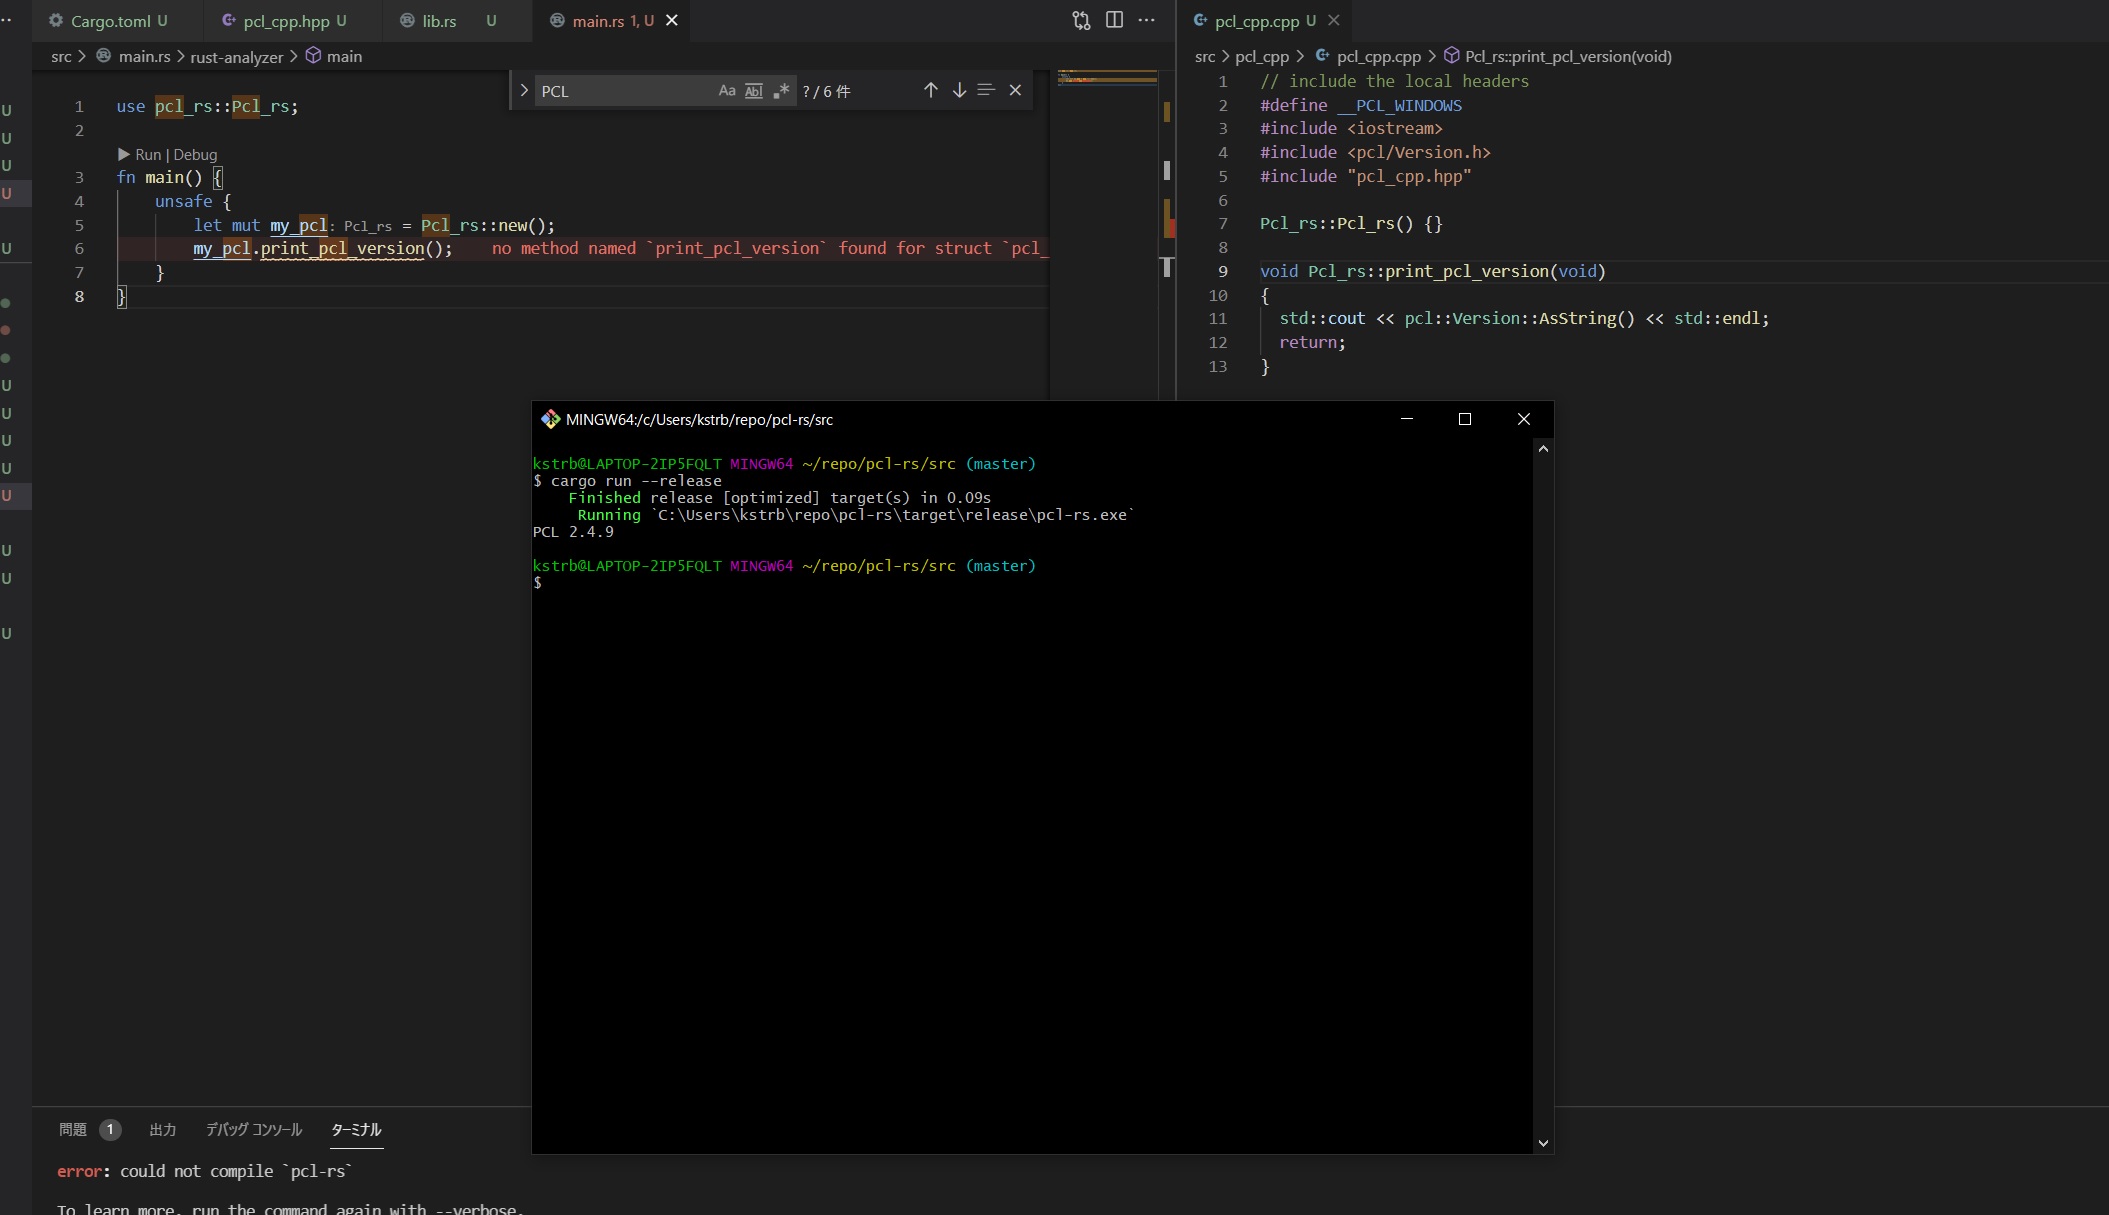 Cargo.toml U
pcl_cpp.hpp U
lib.rs U
main.rs 1, U
src > main.rs > rust-analyzer > main
PCL
Aa Abl .* ? / 6 件
1 use pcl_rs::Pcl_rs;
2
Run | Debug
3 fn main() {
4 unsafe {
5 let mut my_pcl: Pcl_rs = Pcl_rs::new();
6 my_pcl.print_pcl_version(); no method named `print_pcl_version` found for struct `pcl_
7 }
8 }
U
U
U
U
U
U
U
U
U
U
U
U
U
pcl_cpp.cpp U
src > pcl_cpp > pcl_cpp.cpp > Pcl_rs::print_pcl_version(void)
1 // include the local headers
2 #define __PCL_WINDOWS
3 #include <iostream>
4 #include <pcl/Version.h>
5 #include "pcl_cpp.hpp"
6
7 Pcl_rs::Pcl_rs() {}
8
9 void Pcl_rs::print_pcl_version(void)
10 {
11 std::cout << pcl::Version::AsString() << std::endl;
12 return;
13 }
MINGW64:/c/Users/kstrb/repo/pcl-rs/src
kstrb@LAPTOP-2IP5FQLT MINGW64 ~/repo/pcl-rs/src (master)
$ cargo run --release
Finished release [optimized] target(s) in 0.09s
Running `C:\Users\kstrb\repo\pcl-rs\target\release\pcl-rs.exe`
PCL 2.4.9
kstrb@LAPTOP-2IP5FQLT MINGW64 ~/repo/pcl-rs/src (master)
$
問題 1 出力 デバッグ コンソール ターミナル
error: could not compile `pcl-rs`
To learn more, run the command again with --verbose.